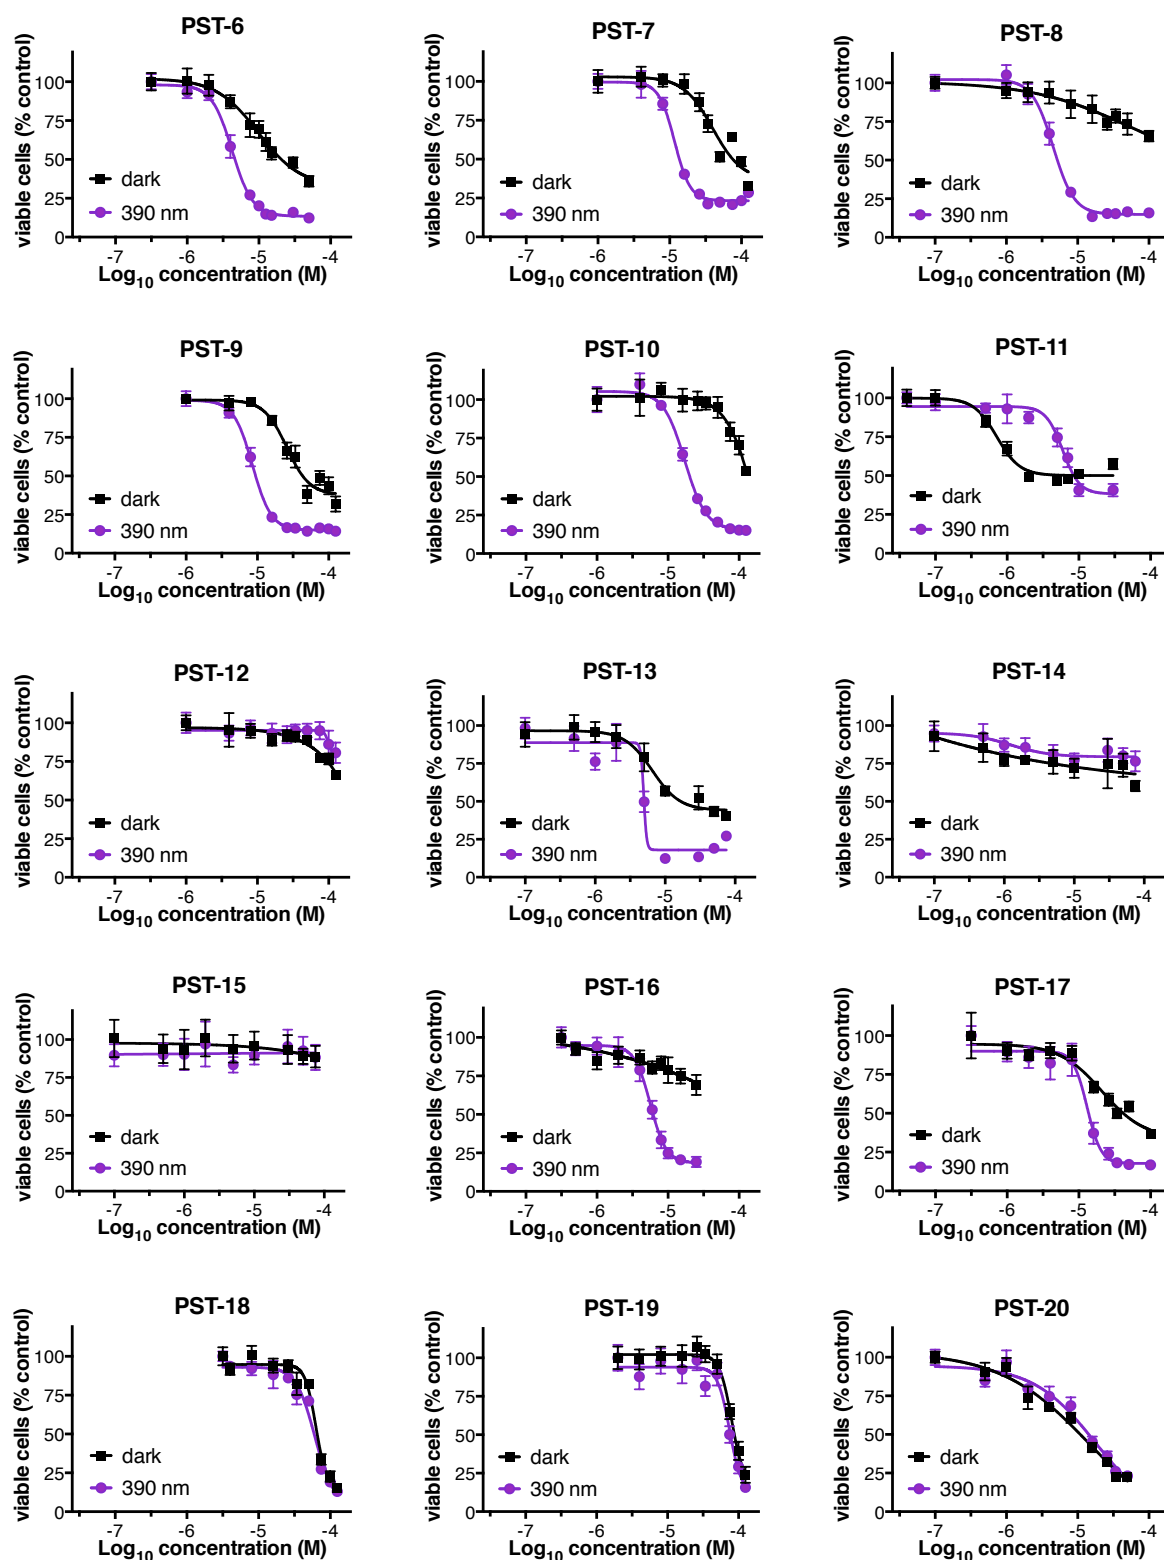 PST-6
viable cells (% control)
100
75
50
25
0
dark
390 nm
-7 -6 -5 -4
Log10 concentration (M)
PST-7
viable cells (% control)
100
75
50
25
0
dark
390 nm
-7 -6 -5 -4
Log10 concentration (M)
PST-8
viable cells (% control)
100
75
50
25
0
dark
390 nm
-7 -6 -5 -4
Log10 concentration (M)
PST-9
viable cells (% control)
100
75
50
25
0
dark
390 nm
-7 -6 -5 -4
Log10 concentration (M)
PST-10
viable cells (% control)
100
75
50
25
0
dark
390 nm
-7 -6 -5 -4
Log10 concentration (M)
PST-11
viable cells (% control)
100
75
50
25
0
dark
390 nm
-7 -6 -5 -4
Log10 concentration (M)
PST-12
viable cells (% control)
100
75
50
25
0
dark
390 nm
-7 -6 -5 -4
Log10 concentration (M)
PST-13
viable cells (% control)
100
75
50
25
0
dark
390 nm
-7 -6 -5 -4
Log10 concentration (M)
PST-14
viable cells (% control)
100
75
50
25
0
dark
390 nm
-7 -6 -5 -4
Log10 concentration (M)
PST-15
viable cells (% control)
100
75
50
25
0
dark
390 nm
-7 -6 -5 -4
Log10 concentration (M)
PST-16
viable cells (% control)
100
75
50
25
0
dark
390 nm
-7 -6 -5 -4
Log10 concentration (M)
PST-17
viable cells (% control)
100
75
50
25
0
dark
390 nm
-7 -6 -5 -4
Log10 concentration (M)
PST-18
viable cells (% control)
100
75
50
25
0
dark
390 nm
-7 -6 -5 -4
Log10 concentration (M)
PST-19
viable cells (% control)
100
75
50
25
0
dark
390 nm
-7 -6 -5 -4
Log10 concentration (M)
PST-20
viable cells (% control)
100
75
50
25
0
dark
390 nm
-7 -6 -5 -4
Log10 concentration (M)